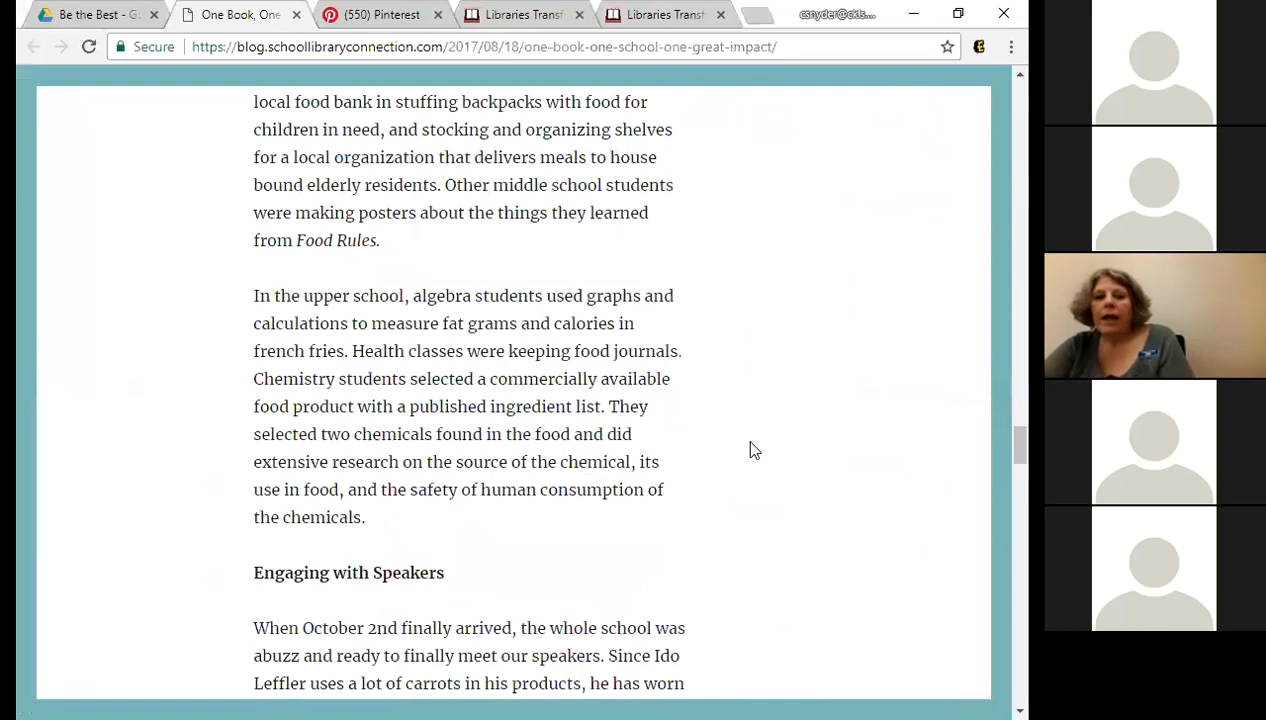 Be the Best - G
One Book, One
(550) Pinterest
Libraries Transf
Libraries Transf
csnyder@ckts...
Secure
https://blog.schoollibraryconnection.com/2017/08/18/one-book-one-school-one-great-impact/
local food bank in stuffing backpacks with food for
children in need, and stocking and organizing shelves
for a local organization that delivers meals to house
bound elderly residents. Other middle school students
were making posters about the things they learned
from Food Rules.
In the upper school, algebra students used graphs and
calculations to measure fat grams and calories in
french fries. Health classes were keeping food journals.
Chemistry students selected a commercially available
food product with a published ingredient list. They
selected two chemicals found in the food and did
extensive research on the source of the chemical, its
use in food, and the safety of human consumption of
the chemicals.
Engaging with Speakers
When October 2nd finally arrived, the whole school was
abuzz and ready to finally meet our speakers. Since Ido
Leffler uses a lot of carrots in his products, he has worn